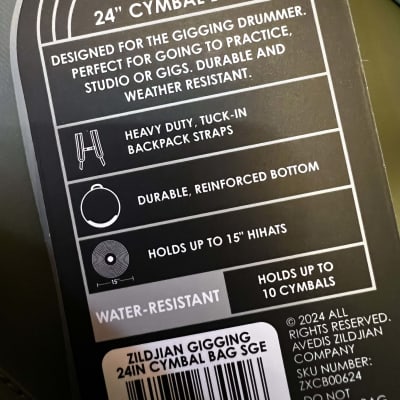 24" CYMBAL
DESIGNED FOR THE GIGGING DRUMMER.
PERFECT FOR GOING TO PRACTICE,
STUDIO OR GIGS. DURABLE AND
WEATHER RESISTANT.
HEAVY DUTY, TUCK-IN
BACKPACK STRAPS
DURABLE, REINFORCED BOTTOM
15"
HOLDS UP TO 15" HIHATS
WATER-RESISTANT
HOLDS UP TO
10 CYMBALS
ZILDJIAN GIGGING
24IN CYMBAL BAG SGE
© 2024 ALL
RIGHTS RESERVED.
AVEDIS ZILDJIAN
COMPANY
SKU NUMBER:
ZXCB00624
DO NOT
BAG